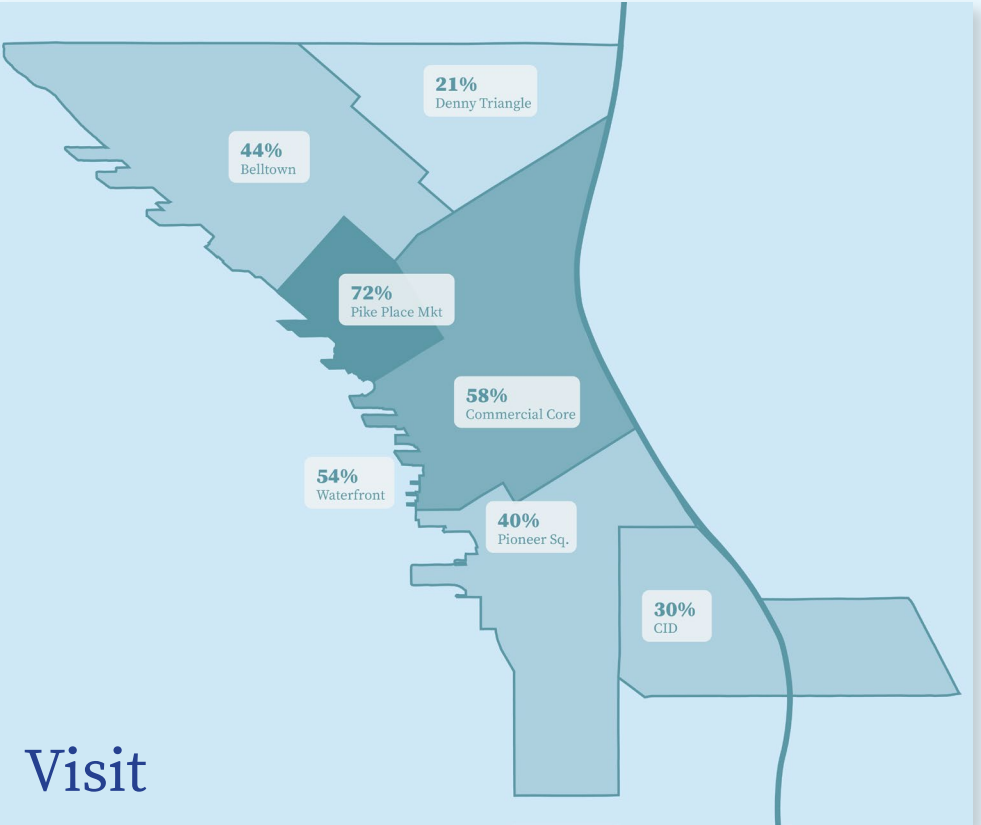 21%
Denny Triangle
44%
Belltown
72%
Pike Place Mkt
58%
Commercial Core
54%
Waterfront
40%
Pioneer Sq.
30%
CID
Visit